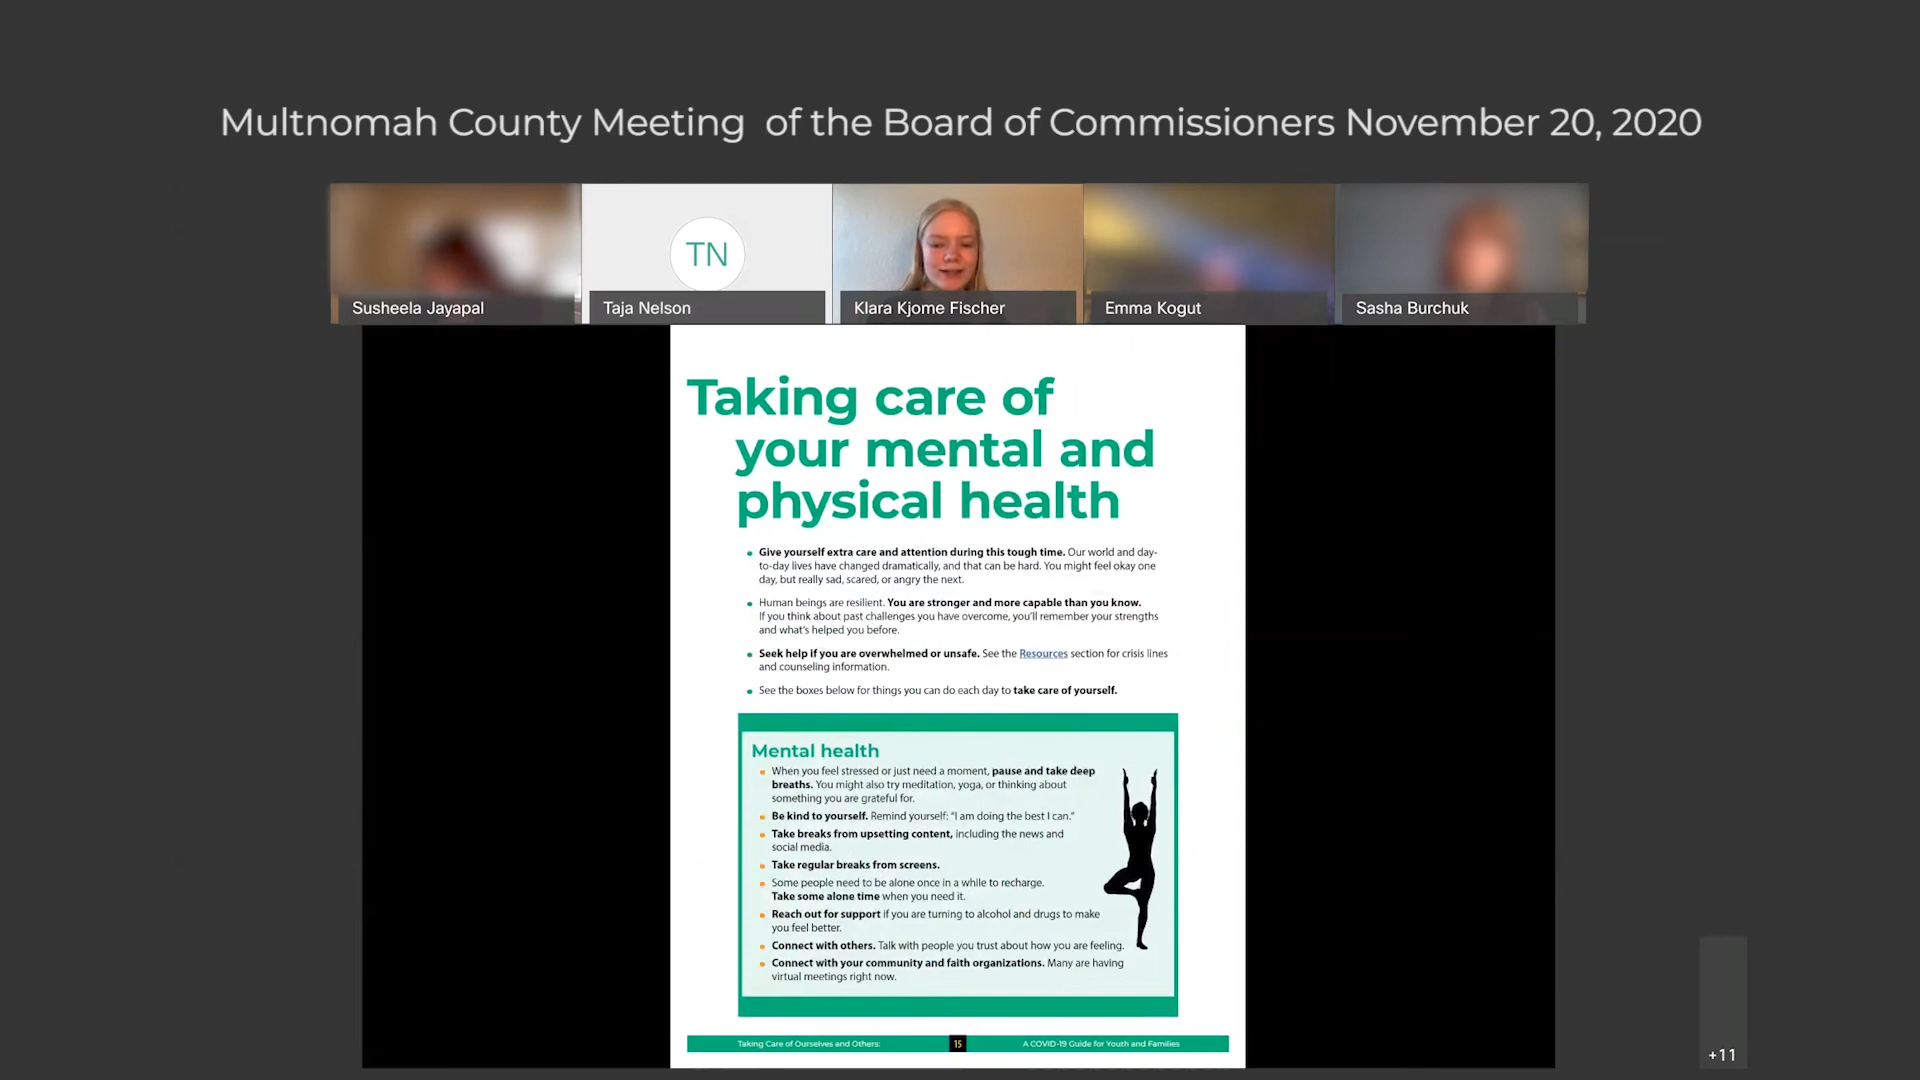 Multnomah County Meeting of the Board of Commissioners November 20, 2020
TN
Susheela Jayapal
Taja Nelson
Klara Kjome Fischer
Emma Kogut
Sasha Burchuk
Taking care of
your mental and
physical health
Give yourself extra care and attention during this tough time. Our world and day-
to-day lives have changed dramatically, and that can be hard. You might feel okay one
day, but really sad, scared, or angry the next.
Human beings are resilient. You are stronger and more capable than you know.
If you think about past challenges you have overcome, you'll remember your strengths
and what's helped you before.
Seek help if you are overwhelmed or unsafe. See the Resources section for crisis lines
and counseling information.
See the boxes below for things you can do each day to take care of yourself.
Mental health
When you feel stressed or just need a moment, pause and take deep
breaths. You might also try meditation, yoga, or thinking about
something you are grateful for.
Be kind to yourself. Remind yourself: "I am doing the best I can."
Take breaks from upsetting content, including the news and
social media.
Take regular breaks from screens.
Some people need to be alone once in a while to recharge.
Take some alone time when you need it.
Reach out for support if you are turning to alcohol and drugs to make
you feel better.
Connect with others. Talk with people you trust about how you are feeling.
Connect with your community and faith organizations. Many are having
virtual meetings right now.
Taking Care of Ourselves and Others:
15
A COVID-19 Guide for Youth and Families
+11